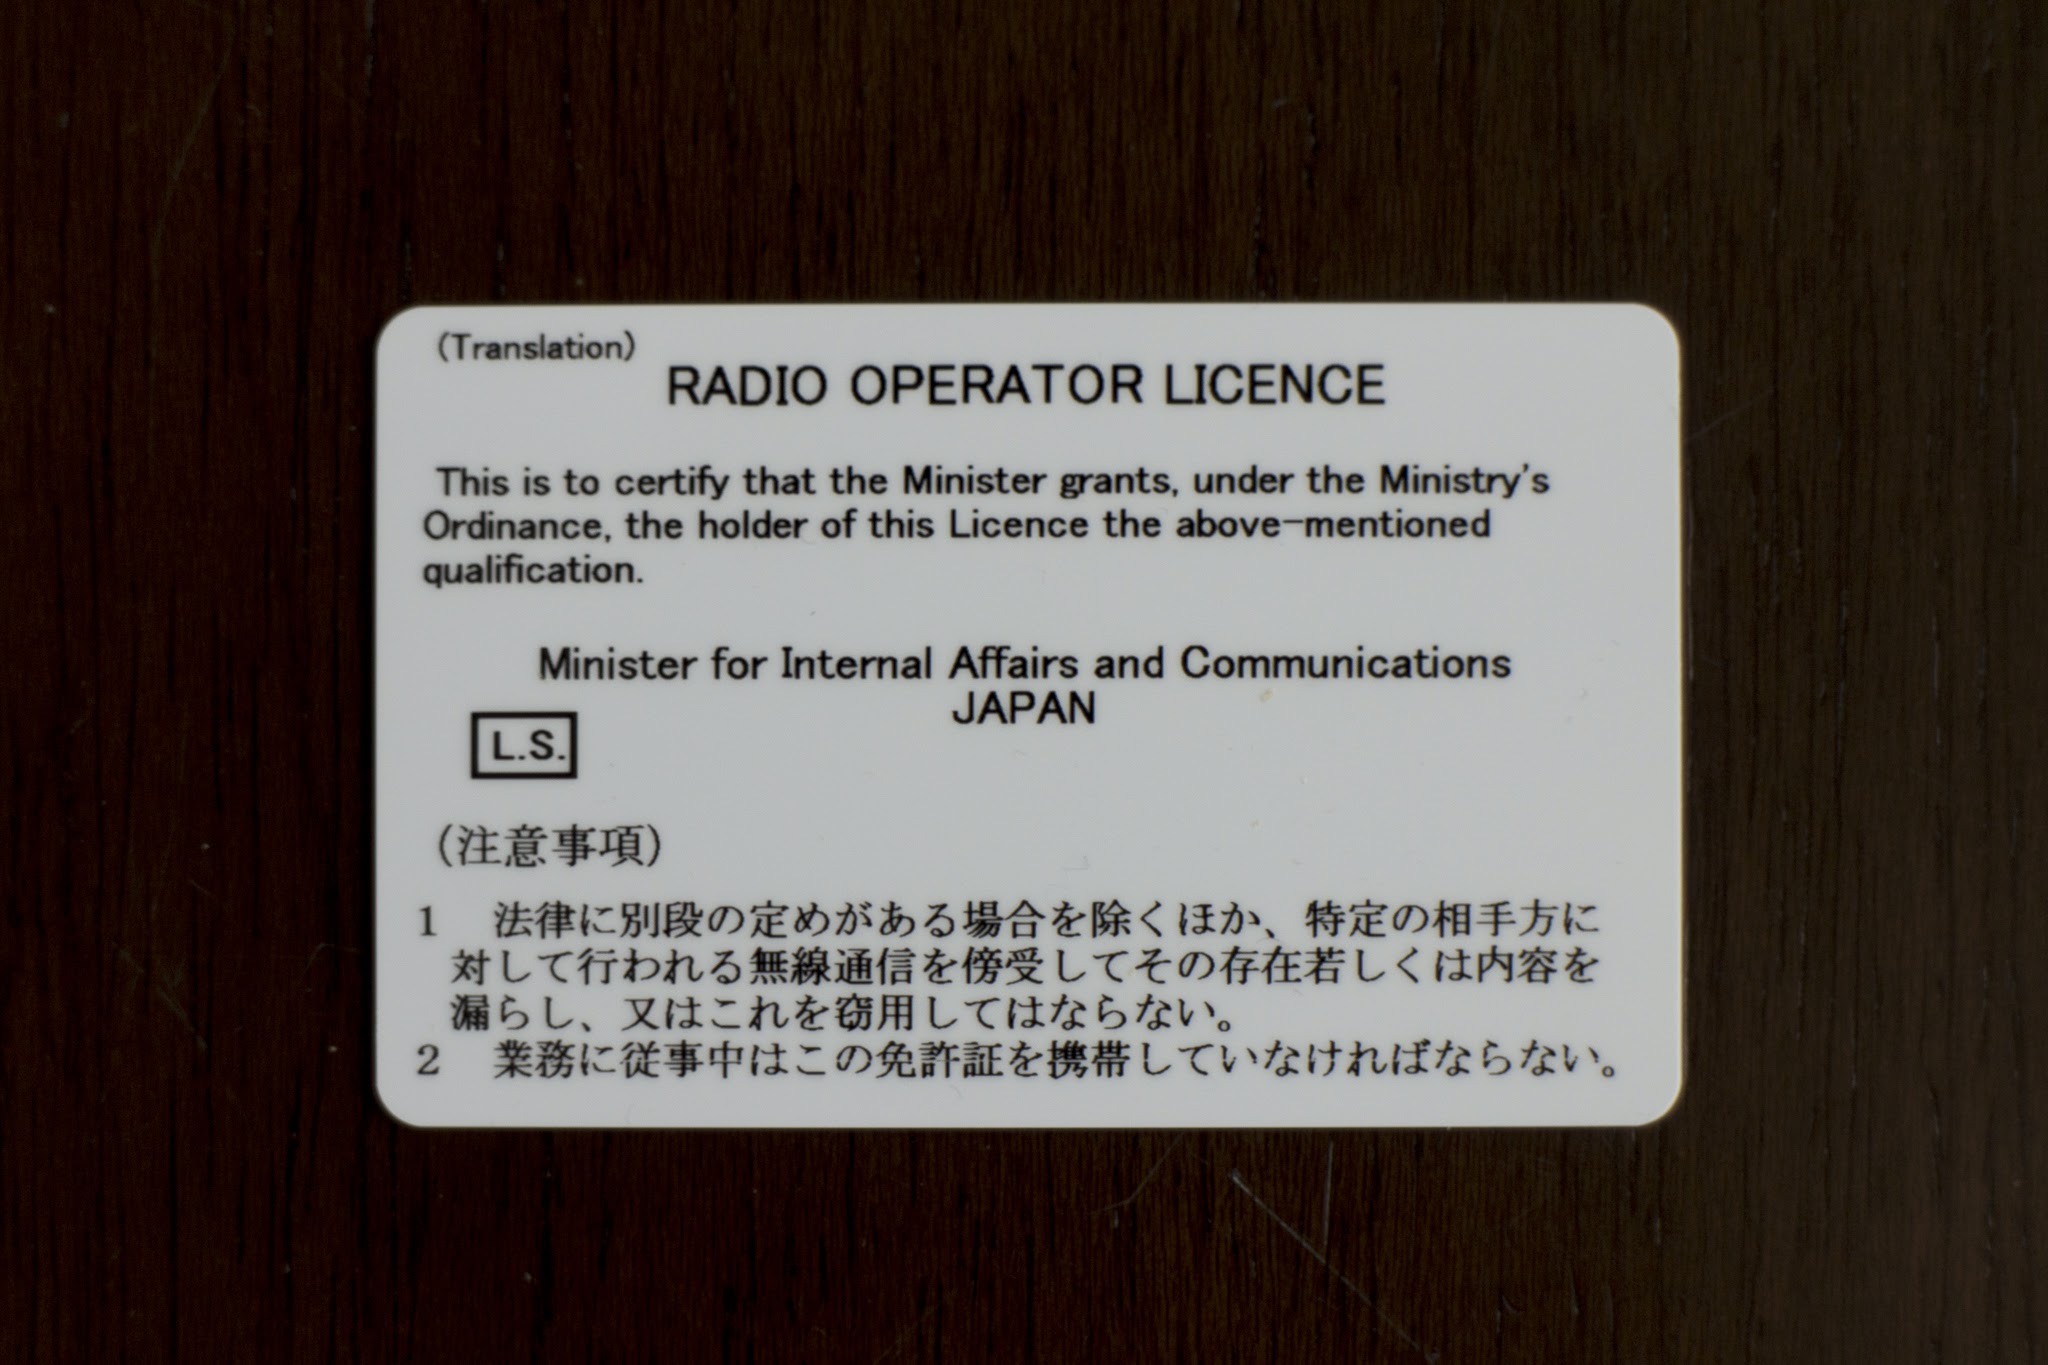 (Translation)
RADIO OPERATOR LICENCE
This is to certify that the Minister grants, under the Ministry's
Ordinance, the holder of this Licence the above-mentioned
qualification.
Minister for Internal Affairs and Communications
JAPAN
L.S.
(注意事項)
1 法律に別段の定めがある場合を除くほか、特定の相手方に
対して行われる無線通信を傍受してその存在若しくは内容を
漏らし、又はこれを窃用してはならない。
2 業務に従事中はこの免許証を携帯していなければならない。